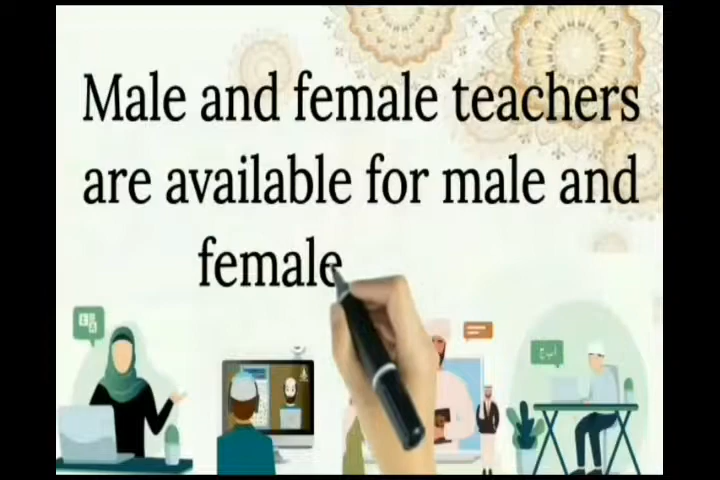 Male and female teachers
are available for male and
female